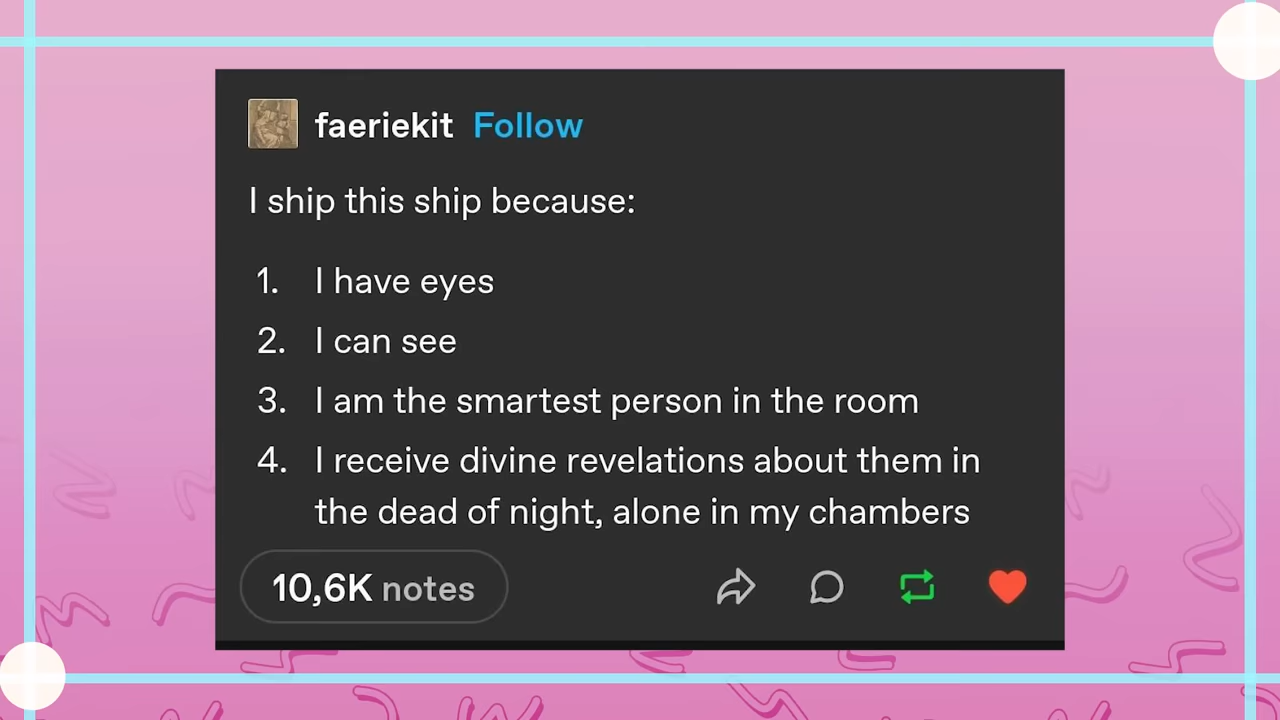 faeriekit Follow
I ship this ship because:
1. I have eyes
2. I can see
3. I am the smartest person in the room
4. I receive divine revelations about them in
the dead of night, alone in my chambers
10,6K notes